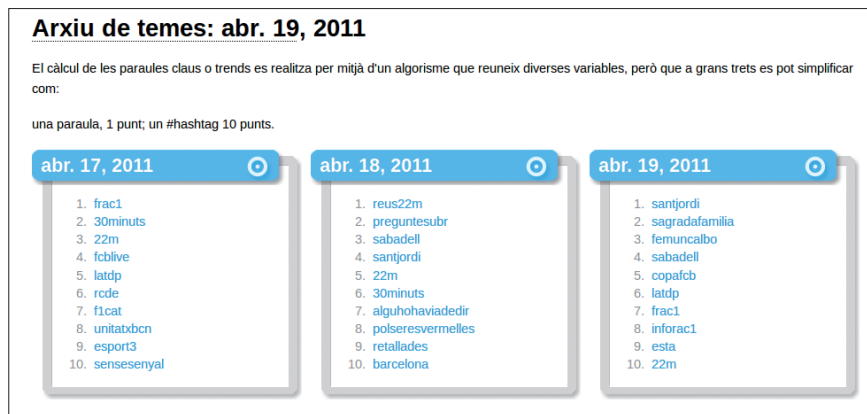 Arxiu de temes: abr. 19, 2011
El càlcul de les paraules claus o trends es realitza per mitjà d'un algorisme que reuneix diverses variables, però que a grans trets es pot simplificar
com:
una paraula, 1 punt; un #hashtag 10 punts.
abr. 17, 2011
1. frac1
2. 30minuts
3. 22m
4. fcblive
5. latdp
6. rcde
7. f1cat
8. unitatxbcn
9. esport3
10. sensesenyal
abr. 18, 2011
1. reus22m
2. preguntesubr
3. sabadell
4. santjordi
5. 22m
6. 30minuts
7. alguhohaviadedir
8. polseresvermelles
9. retallades
10. barcelona
abr. 19, 2011
1. santjordi
2. sagradafamilia
3. femuncalbo
4. sabadell
5. copafcb
6. latdp
7. frac1
8. inforac1
9. esta
10. 22m